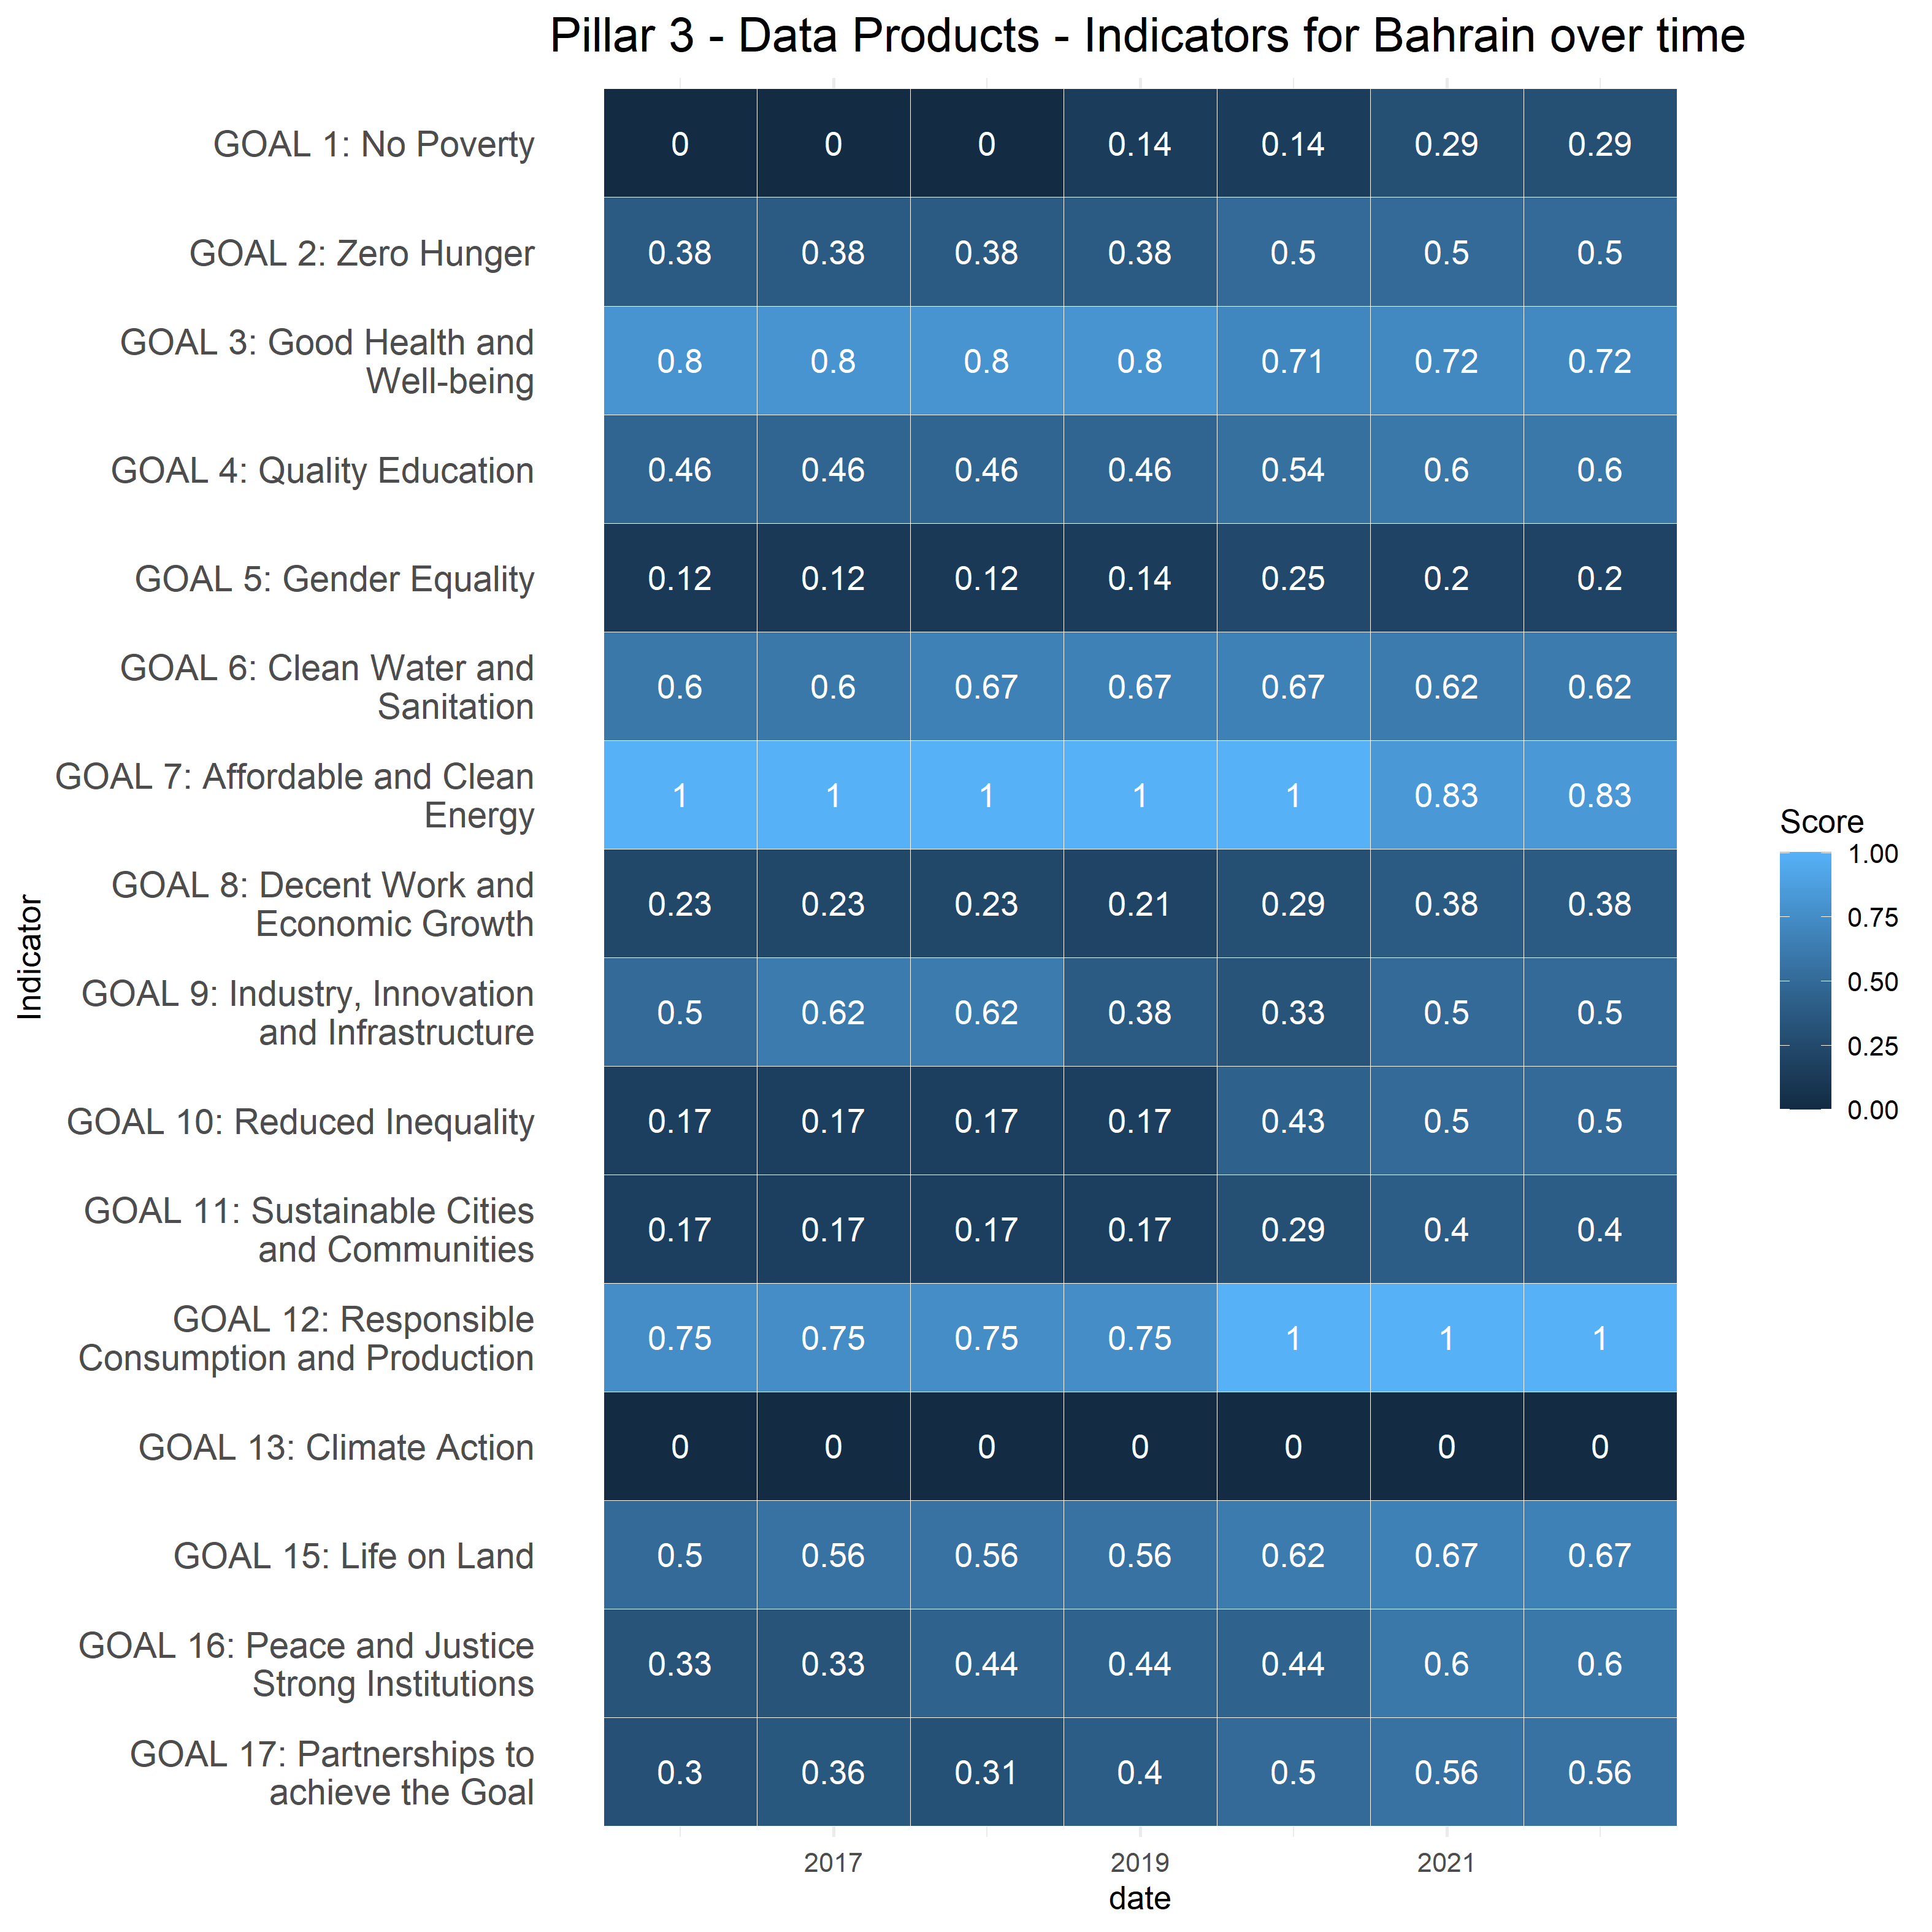 Pillar 3 - Data Products - Indicators for Bahrain over time
GOAL 1: No Poverty
0 0 0 0.14 0.14 0.29 0.29
GOAL 2: Zero Hunger
0.38 0.38 0.38 0.38 0.5 0.5 0.5
GOAL 3: Good Health and
Well-being
0.8 0.8 0.8 0.8 0.71 0.72 0.72
GOAL 4: Quality Education
0.46 0.46 0.46 0.46 0.54 0.6 0.6
GOAL 5: Gender Equality
0.12 0.12 0.12 0.14 0.25 0.2 0.2
GOAL 6: Clean Water and
Sanitation
0.6 0.6 0.67 0.67 0.67 0.62 0.62
GOAL 7: Affordable and Clean
Energy
1 1 1 1 1 0.83 0.83
GOAL 8: Decent Work and
Economic Growth
0.23 0.23 0.23 0.21 0.29 0.38 0.38
GOAL 9: Industry, Innovation
and Infrastructure
0.5 0.62 0.62 0.38 0.33 0.5 0.5
GOAL 10: Reduced Inequality
0.17 0.17 0.17 0.17 0.43 0.5 0.5
GOAL 11: Sustainable Cities
and Communities
0.17 0.17 0.17 0.17 0.29 0.4 0.4
GOAL 12: Responsible
Consumption and Production
0.75 0.75 0.75 0.75 1 1 1
GOAL 13: Climate Action
0 0 0 0 0 0 0
GOAL 15: Life on Land
0.5 0.56 0.56 0.56 0.62 0.67 0.67
GOAL 16: Peace and Justice
Strong Institutions
0.33 0.33 0.44 0.44 0.44 0.6 0.6
GOAL 17: Partnerships to
achieve the Goal
0.3 0.36 0.31 0.4 0.5 0.56 0.56
2017 2019 2021
date
Indicator
Score
1.00
0.75
0.50
0.25
0.00